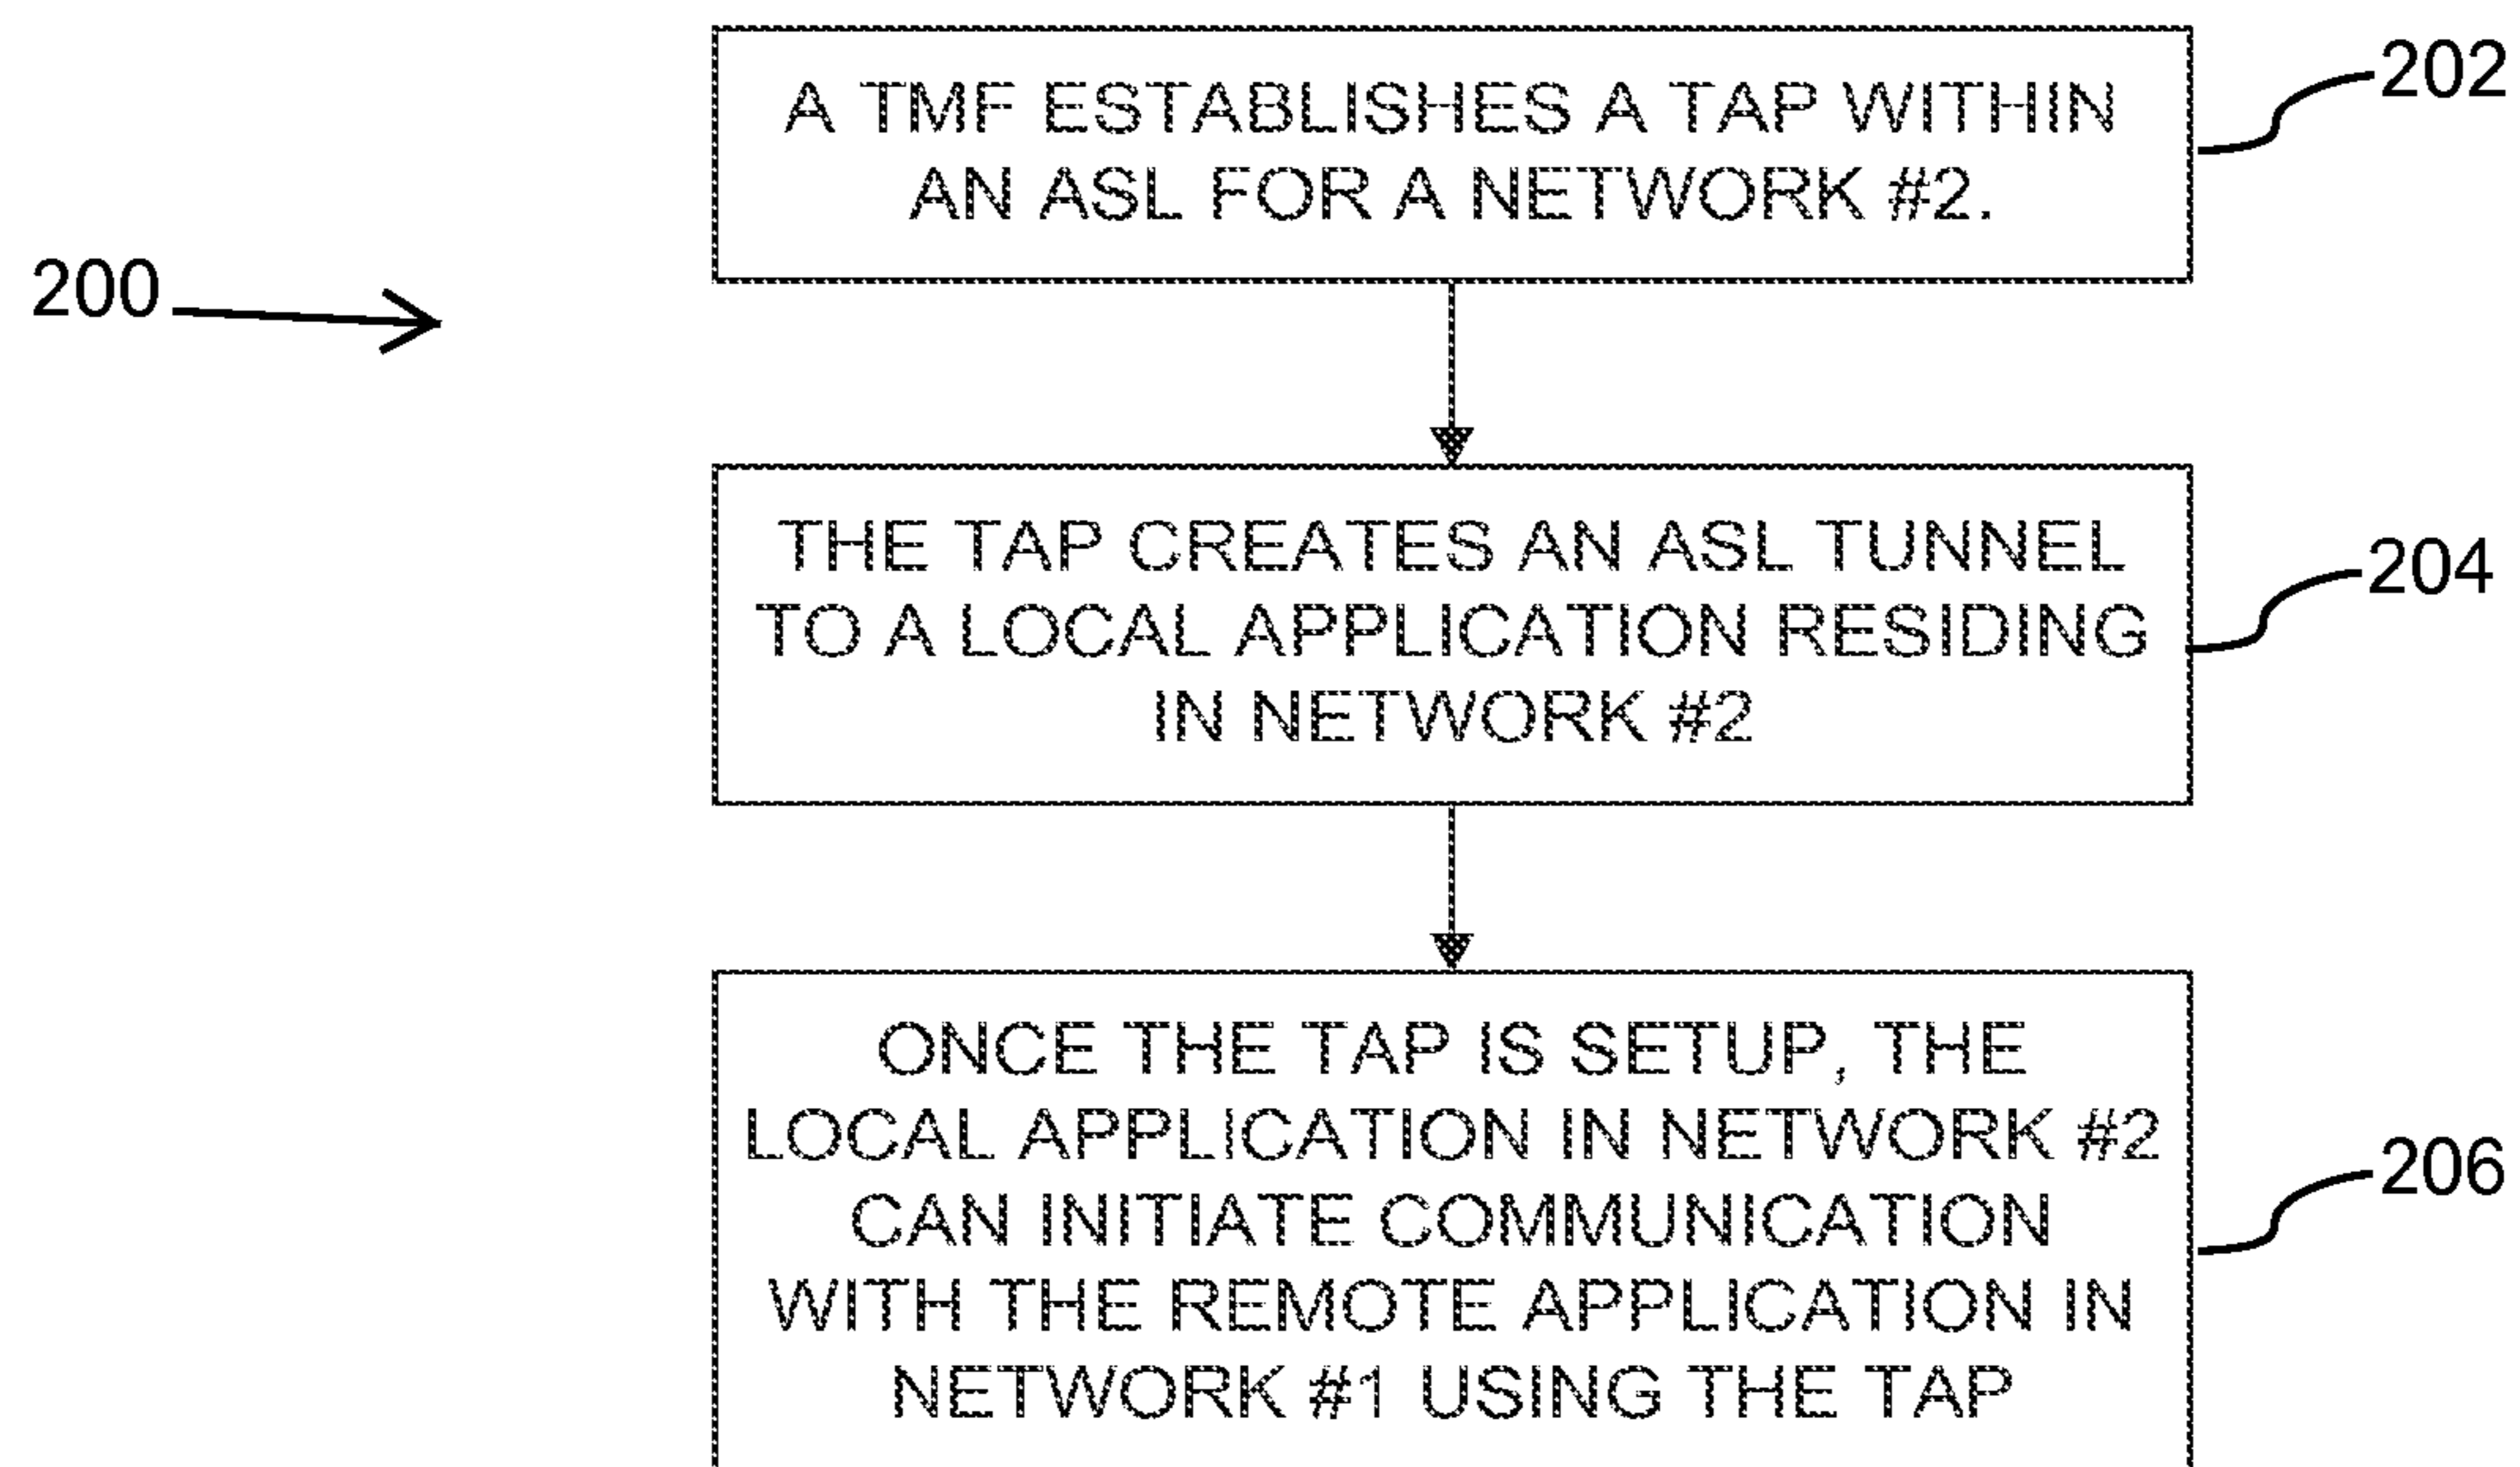 A TMF ESTABLISHES A TAP WITHIN
AN ASL FOR A NETWORK #2.
202
200
THE TAP CREATES AN ASL TUNNEL
TO A LOCAL APPLICATION RESIDING
IN NETWORK #2
204
ONCE THE TAP IS SETUP, THE
LOCAL APPLICATION IN NETWORK #2
CAN INITIATE COMMUNICATION
WITH THE REMOTE APPLICATION IN
NETWORK #1 USING THE TAP
206